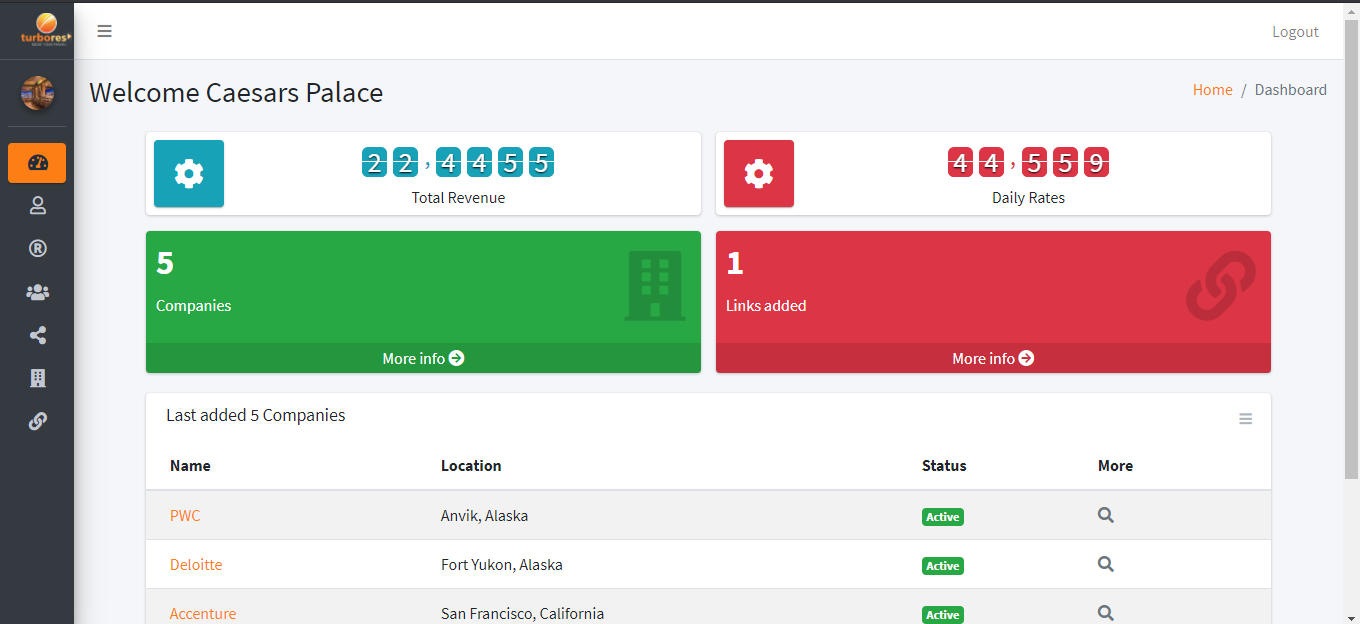 turbores
Logout
Welcome Caesars Palace
Home / Dashboard
22,4455
Total Revenue
44,559
Daily Rates
5
Companies
More info
1
Links added
More info
Last added 5 Companies
Name Location Status More
PWC Anvik, Alaska Active
Deloitte Fort Yukon, Alaska Active
Accenture San Francisco, California Active